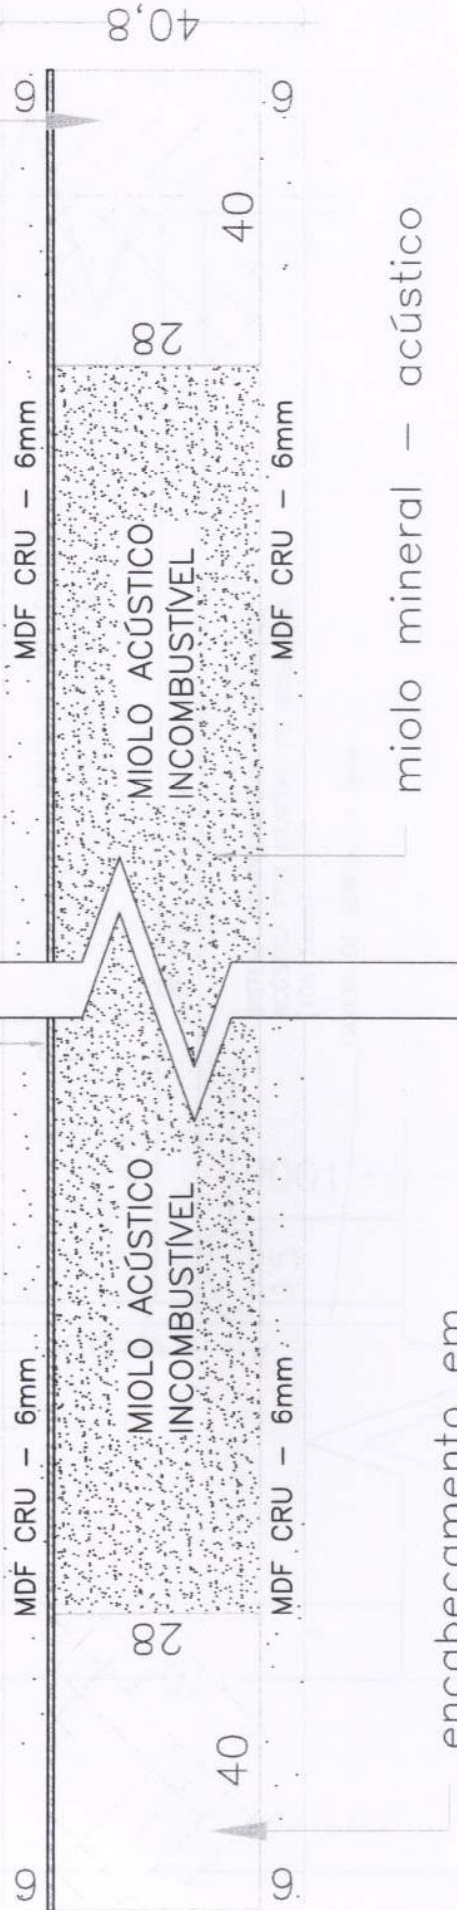 40,8
6
MDF CRU - 6mm
MDF CRU - 6mm
6
28
MIOLO ACÚSTICO
INCOMBUSTÍVEL
MIOLO ACÚSTICO
INCOMBUSTÍVEL
28
40
40
6
MDF CRU - 6mm
MDF CRU - 6mm
6
miolo mineral - acústico
encabeçamento em